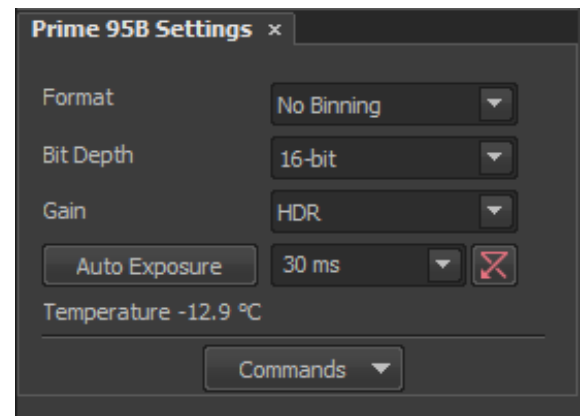 Prime 95B Settings ×
Format No Binning
Bit Depth 16-bit
Gain HDR
Auto Exposure 30 ms
Temperature -12.9 ºC
Commands